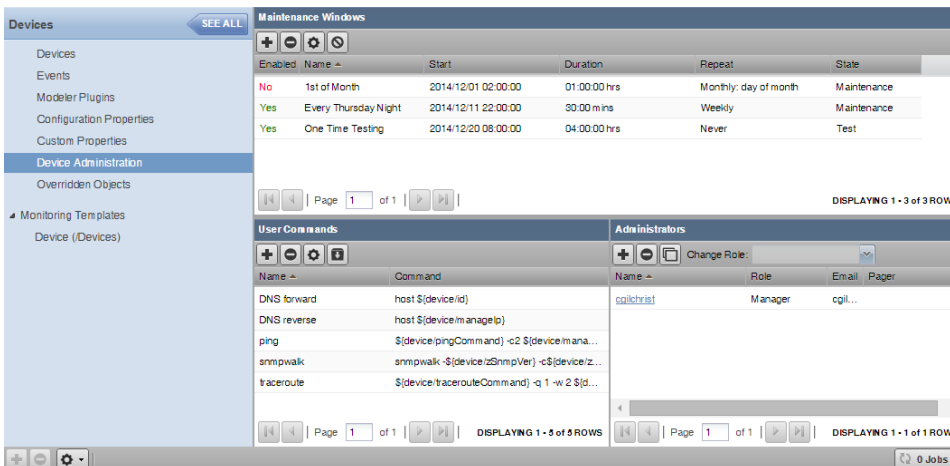 Devices
SEE ALL
Devices
Events
Modeler Plugins
Configuration Properties
Custom Properties
Device Administration
Overridden Objects
Monitoring Templates
Device (/Devices)
Maintenance Windows
Enabled Name Start Duration Repeat State
No 1st of Month 2014/12/01 02:00:00 01:00:00 hrs Monthly: day of month Maintenance
Yes Every Thursday Night 2014/12/11 22:00:00 30:00 mins Weekly Maintenance
Yes One Time Testing 2014/12/20 08:00:00 04:00:00 hrs Never Test
Page 1 of 1 DISPLAYING 1 - 3 of 3 ROW
User Commands
Name Command
DNS forward host ${device/id}
DNS reverse host ${device/manageIp}
ping ${device/pingCommand} -c2 ${device/mana...
snmpwalk snmpwalk -${device/zSnmpVer} -c${device/z...
traceroute ${device/tracerouteCommand} -q 1 -w 2 ${d...
Page 1 of 1 DISPLAYING 1 - 5 of 5 ROWS
Administrators
Change Role:
Name Role Email Pager
cgilchrist Manager cgil...
Page 1 of 1 DISPLAYING 1 - 1 of 1 ROW
0 Jobs